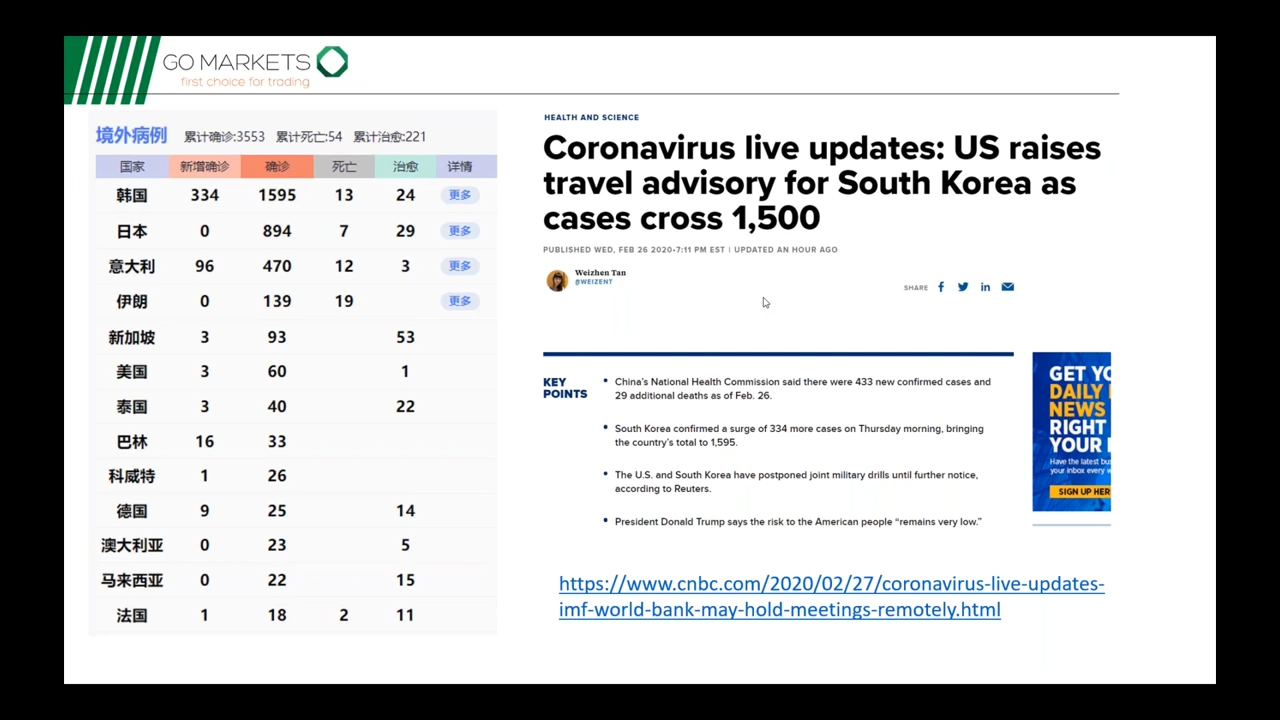 GO MARKETS
first choice for trading
境外病例 累计确诊:3553 累计死亡:54 累计治愈:221
国家 新增确诊 确诊 死亡 治愈 详情
韩国 334 1595 13 24 更多
日本 0 894 7 29 更多
意大利 96 470 12 3 更多
伊朗 0 139 19 更多
新加坡 3 93 53
美国 3 60 1
泰国 3 40 22
巴林 16 33
科威特 1 26
德国 9 25 14
澳大利亚 0 23 5
马来西亚 0 22 15
法国 1 18 2 11
HEALTH AND SCIENCE
Coronavirus live updates: US raises
travel advisory for South Korea as
cases cross 1,500
PUBLISHED WED, FEB 26 2020•7:11 PM EST | UPDATED AN HOUR AGO
Weizhen Tan
@WEIZENT
SHARE
KEY
POINTS
• China's National Health Commission said there were 433 new confirmed cases and
29 additional deaths as of Feb. 26.
• South Korea confirmed a surge of 334 more cases on Thursday morning, bringing
the country's total to 1,595.
• The U.S. and South Korea have postponed joint military drills until further notice,
according to Reuters.
• President Donald Trump says the risk to the American people “remains very low.”
GET YO
DAILY
NEWS
RIGHT
YOUR
Have the latest bus
your inbox every w
SIGN UP HER
https://www.cnbc.com/2020/02/27/coronavirus-live-updates-
imf-world-bank-may-hold-meetings-remotely.html